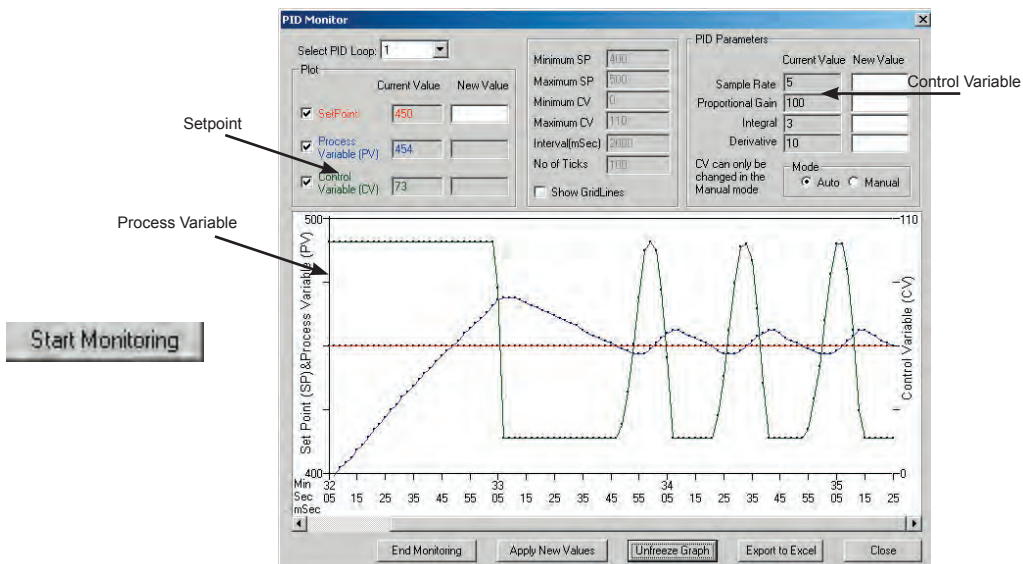 PID Monitor
Select PID Loop: 1
Plot
Current Value New Value
SetPoint 450
Process Variable (PV) 454
Control Variable (CV) 73
Minimum SP 400
Maximum SP 500
Minimum CV 0
Maximum CV 110
Interval(mSec) 2000
No of Ticks 100
Show GridLines
PID Parameters
Current Value New Value
Sample Rate 5
Proportional Gain 100
Integral 3
Derivative 10
CV can only be
changed in the
Manual mode
Mode
Auto Manual
Control Variable
Setpoint
Process Variable
Start Monitoring
500
110
Set Point (SP) &Process Variable (PV)
Control Variable (CV)
400
0
Min 32 33 34 35
Sec 05 15 25 35 45 55 05 15 25 35 45 55 05 15 25 35 45 55 05 15 25
mSec
End Monitoring Apply New Values Unfreeze Graph Export to Excel Close